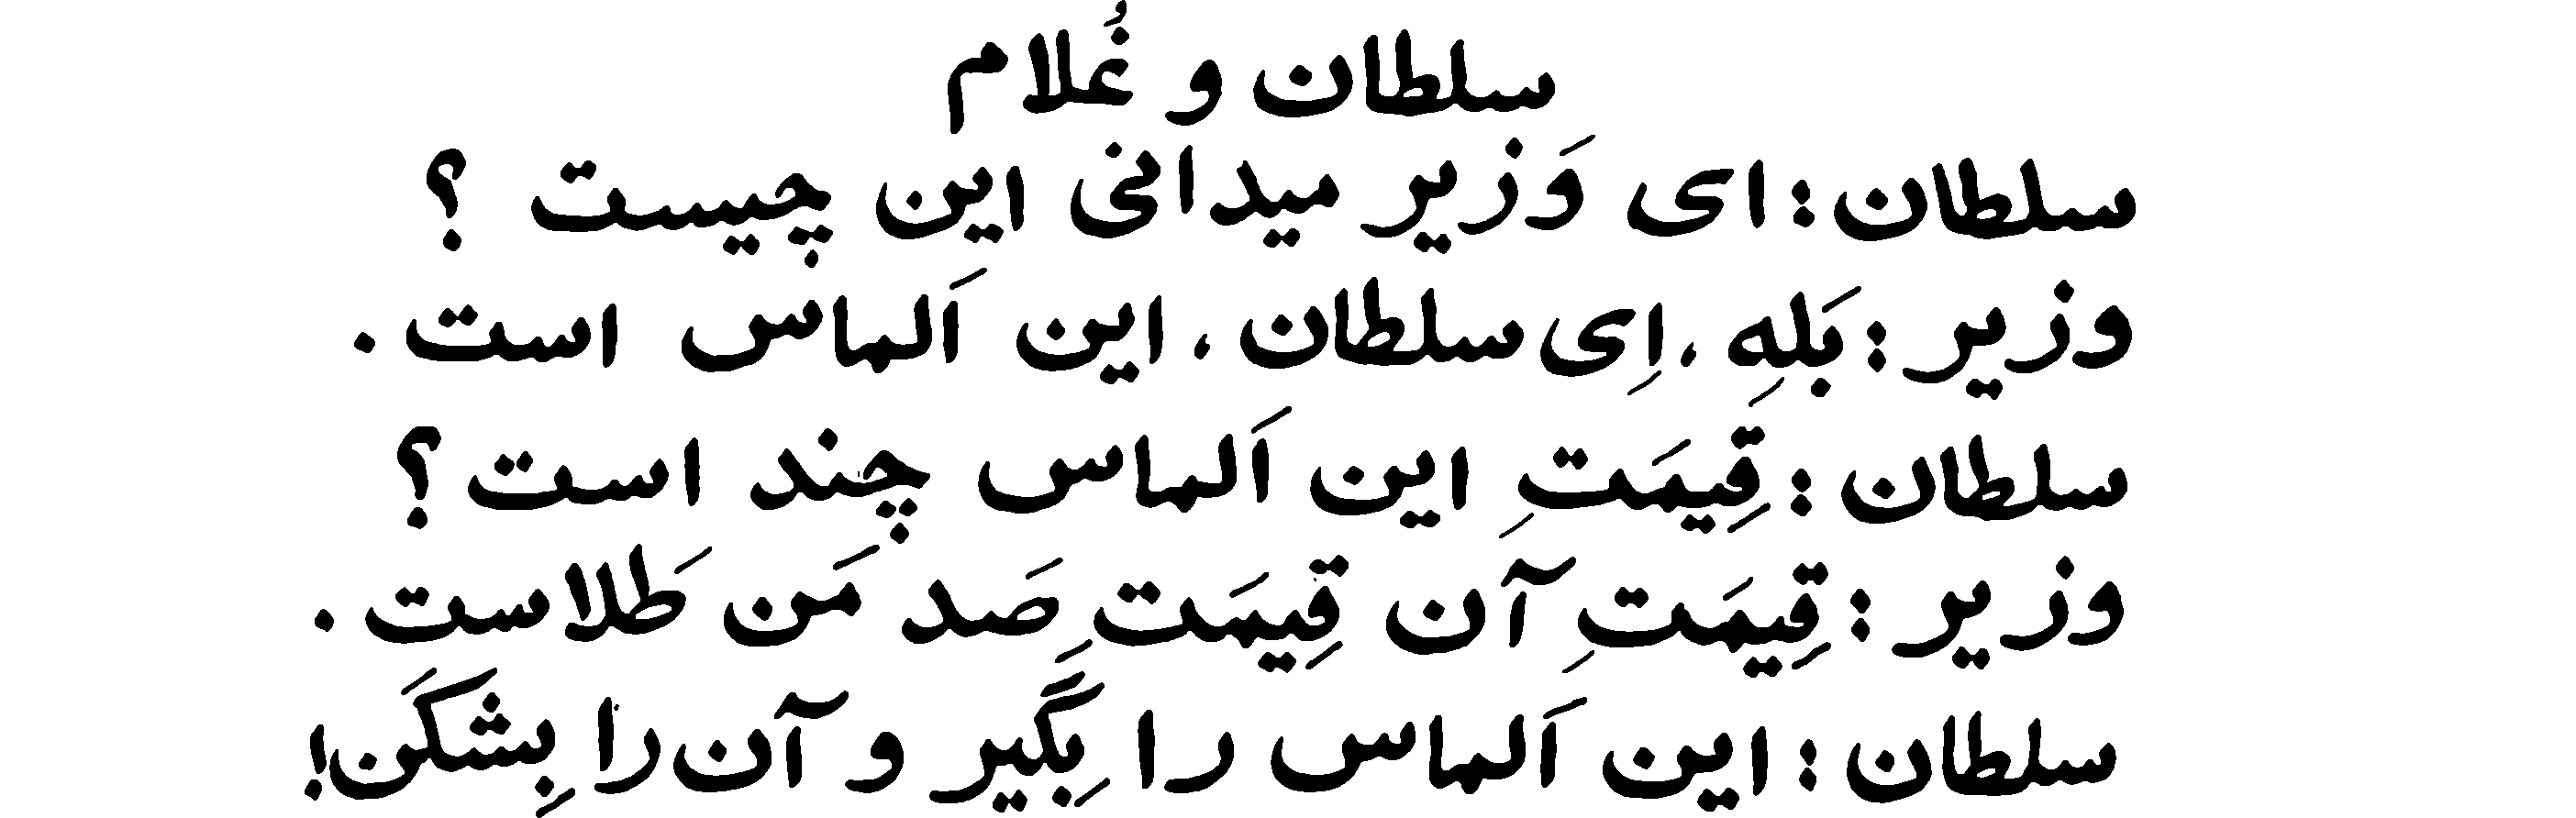 سلطان و غُلام
سلطان : ای وَزیر میدانی این چیست ؟
وزیر : بَلِه ، اِی سلطان ، این اَلماس است .
سلطان : قِیمَتِ این اَلماس چند است ؟
وزیر : قِیمَتِ آن قِیمَتِ صَد مَن طَلاست .
سلطان : این اَلماس را بِگیر و آن را بِشکَن !